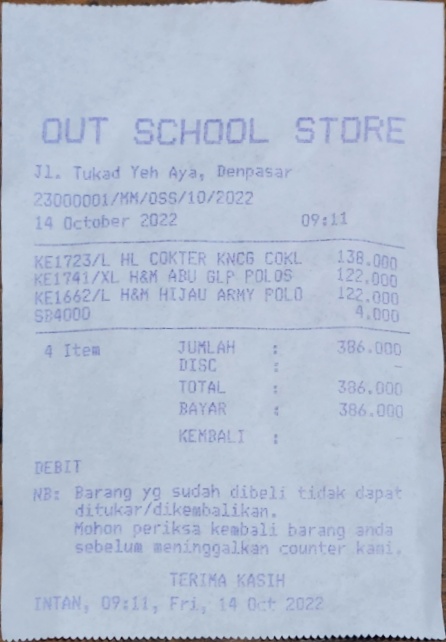 OUT SCHOOL STORE
Jl. Tukad Yeh Aya, Denpasar
23000001/MM/OSS/10/2022
14 October 2022 09:11
KE1723/L HL COKTER KNCG COKL 138.000
KE1741/XL H&M ABU GLP POLOS 122.000
KE1662/L H&M HIJAU ARMY POLO 122.000
SB4000 4.000
4 Item JUMLAH : 386.000
DISC : -
TOTAL : 386.000
BAYAR : 386.000
KEMBALI : -
DEBIT
NB: Barang yg sudah dibeli tidak dapat
ditukar/dikembalikan.
Mohon periksa kembali barang anda
sebelum meninggalkan counter kami.
TERIMA KASIH
INTAN, 09:11, Fri, 14 Oct 2022